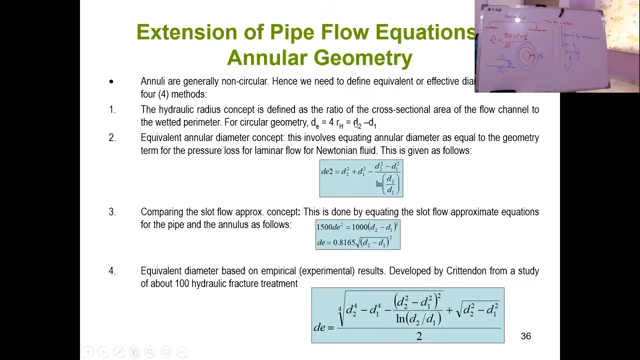 Extension of Pipe Flow Equations
Annular Geometry
• Annuli are generally non-circular. Hence we need to define equivalent or effective
four (4) methods:
1. The hydraulic radius concept is defined as the ratio of the cross-sectional area of the flow channel to
the wetted perimeter. For circular geometry, de = 4 rH = d2 –d1
2. Equivalent annular diameter concept: this involves equating annular diameter as equal to the geometry
term for the pressure loss for laminar flow for Newtonian fluid. This is given as follows:
de2 = d₂² + d₁² − (d₂² − d₁²) / ln(d₂/d₁)
3. Comparing the slot flow approx. concept: This is done by equating the slot flow approximate equations
for the pipe and the annulus as follows:
1500de² = 1000(d₂ − d₁)²
de = 0.8165√(d₂ − d₁)²
4. Equivalent diameter based on empirical (experimental) results. Developed by Crittendon from a study
of about 100 hydraulic fracture treatment
de = (∜(d₂⁴ − d₁⁴ − (d₂² − d₁²)² / ln(d₂/d₁)) + √(d₂² − d₁²)) / 2
36